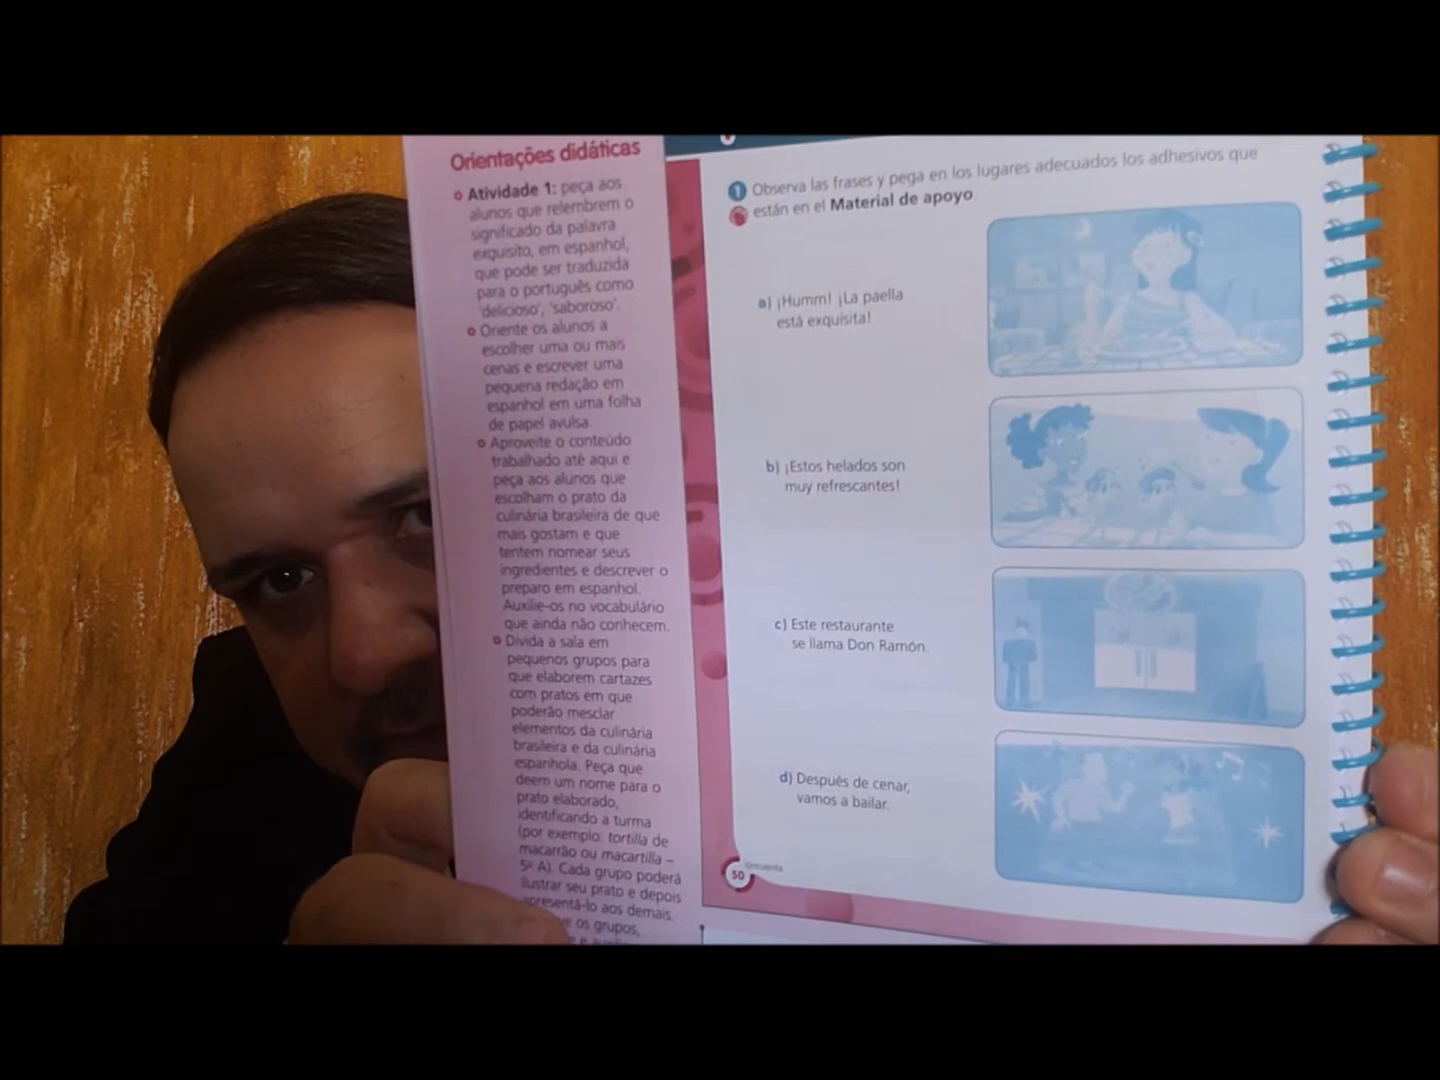 Orientações didáticas
Atividade 1: peça aos
alunos que relembrem o
significado da palavra
exquisito, em espanhol,
que pode ser traduzida
para o português como
'delicioso', 'saboroso'.
Oriente os alunos a
escolher uma ou mais
cenas e escrever uma
pequena redação em
espanhol em uma folha
de papel avulsa.
Aproveite o conteúdo
trabalhado até aqui e
peça aos alunos que
escolham o prato da
culinária brasileira de que
mais gostam e que
tentem nomear seus
ingredientes e descrever o
preparo em espanhol.
Auxilie-os no vocabulário
que ainda não conhecem.
Divida a sala em
pequenos grupos para
que elaborem cartazes
com pratos em que
poderão mesclar
elementos da culinária
brasileira e da culinária
espanhola. Peça que
deem um nome para o
prato elaborado,
identificando a turma
(por exemplo: tortilla de
macarrão ou macartilla –
5º A). Cada grupo poderá
ilustrar seu prato e depois
apresentá-lo aos demais.
os grupos,
1 Observa las frases y pega en los lugares adecuados los adhesivos que
están en el Material de apoyo
a) ¡Humm! ¡La paella
está exquisita!
b) ¡Estos helados son
muy refrescantes!
c) Este restaurante
se llama Don Ramón.
d) Después de cenar,
vamos a bailar.
50 cincuenta